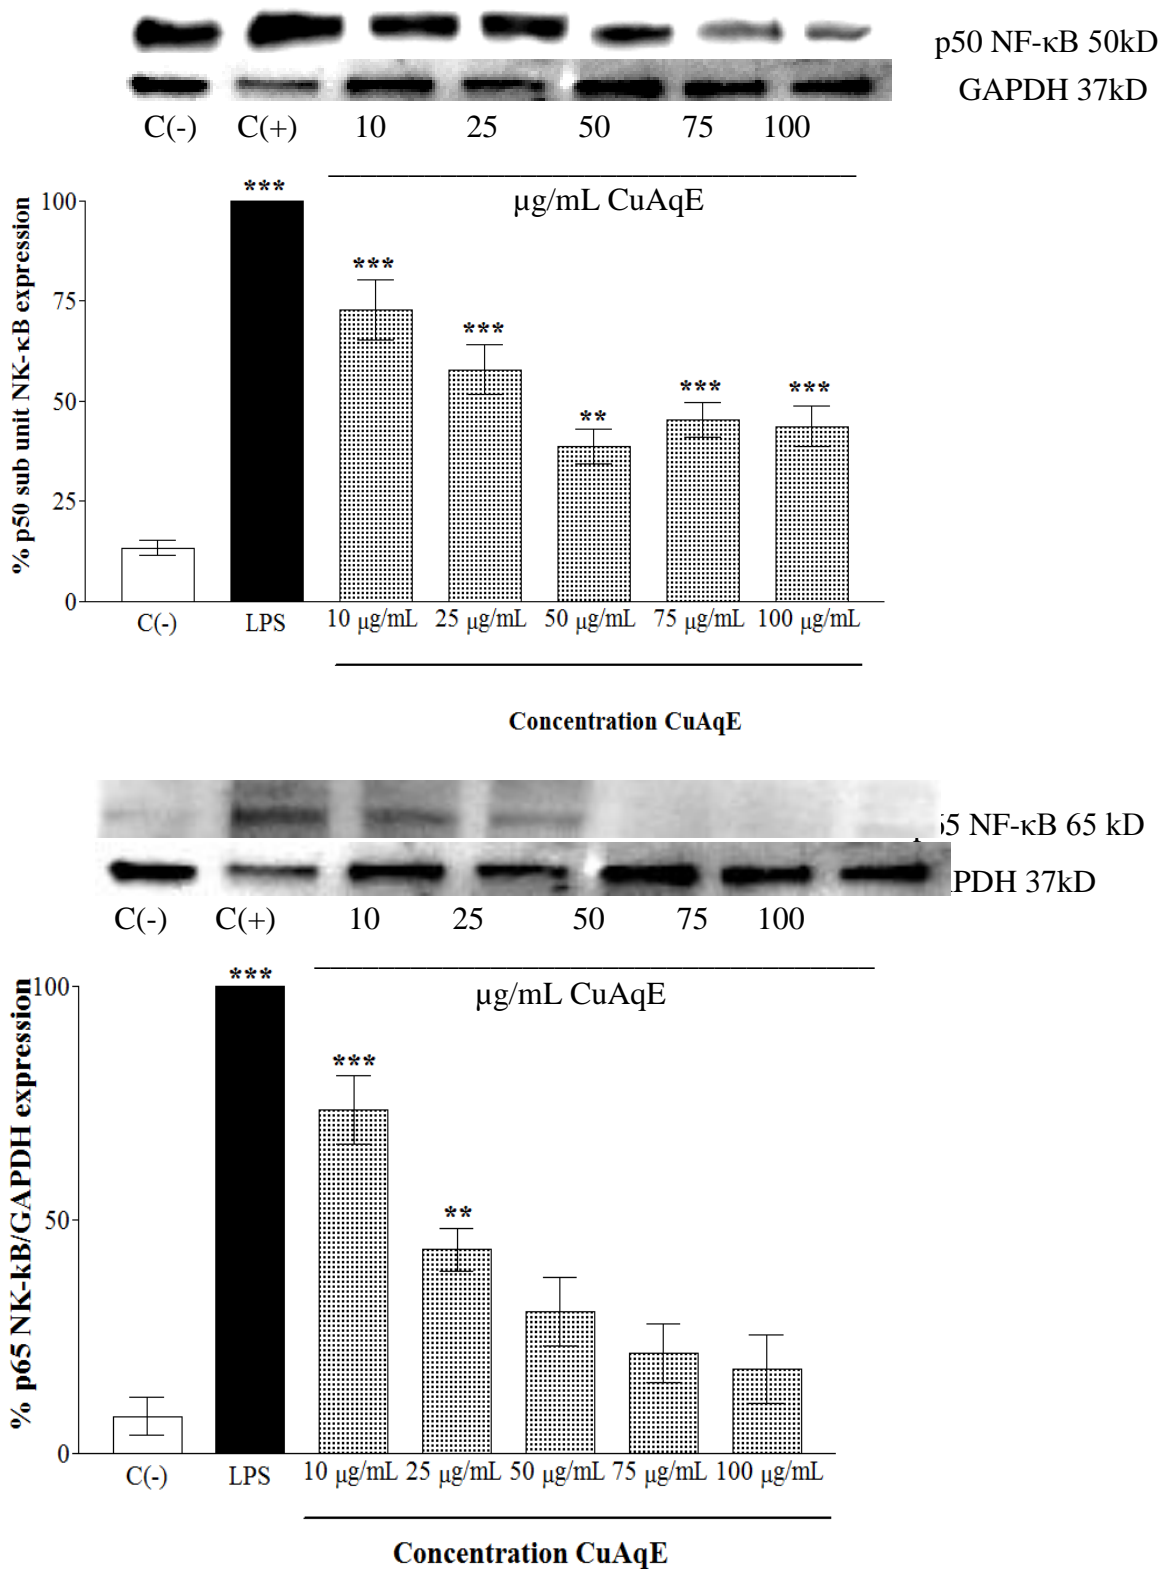 p50 NF-κB 50kD
GAPDH 37kD
C(-) C(+) 10 25 50 75 100
µg/mL CuAqE
% p50 sub unit NK-κB expression
100
75
50
25
0
***
***
***
**
***
***
C(-) LPS 10 µg/mL 25 µg/mL 50 µg/mL 75 µg/mL 100 µg/mL
Concentration CuAqE
65 NF-κB 65 kD
PDH 37kD
C(-) C(+) 10 25 50 75 100
µg/mL CuAqE
% p65 NK-kB/GAPDH expression
100
50
0
***
***
**
C(-) LPS 10 µg/mL 25 µg/mL 50 µg/mL 75 µg/mL 100 µg/mL
Concentration CuAqE